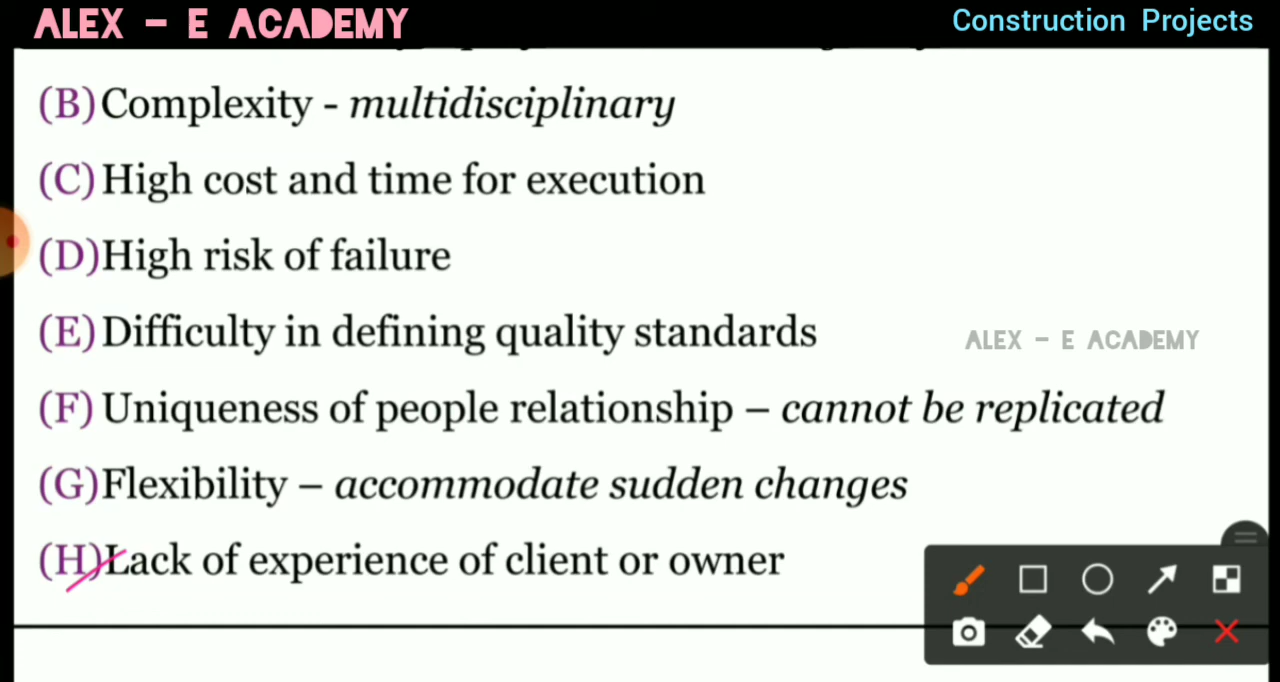 ALEX - E ACADEMY
Construction Projects
(B) Complexity - multidisciplinary
(C) High cost and time for execution
(D) High risk of failure
(E) Difficulty in defining quality standards
ALEX - E ACADEMY
(F) Uniqueness of people relationship – cannot be replicated
(G) Flexibility – accommodate sudden changes
(H) Lack of experience of client or owner